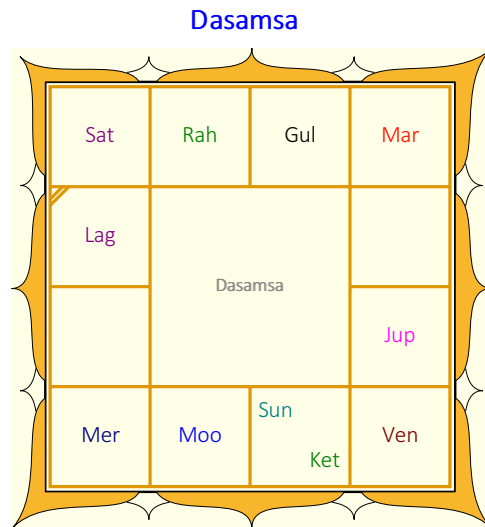 Dasamsa
Sat Rah Gul Mar
Lag
Dasamsa
Jup
Mer Moo Sun Ket Ven